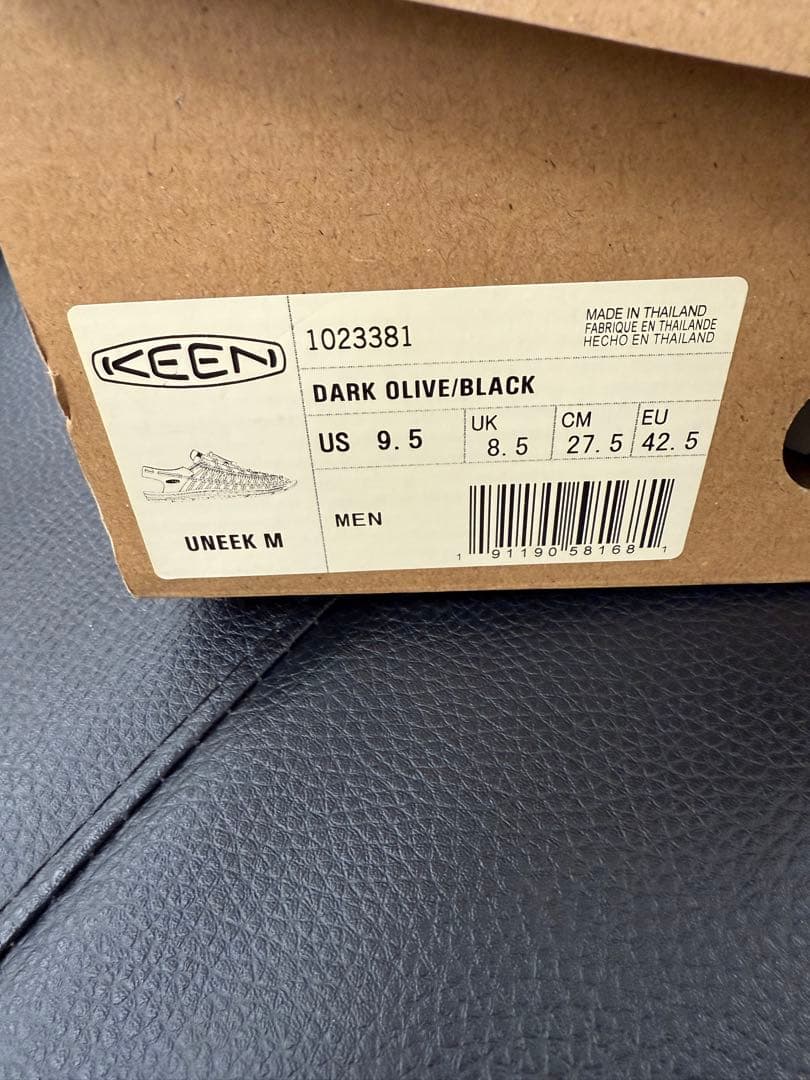 KEEN
1023381
MADE IN THAILAND
FABRIQUE EN THAILANDE
HECHO EN THAILAND
DARK OLIVE/BLACK
US 9.5
UK 8.5
CM 27.5
EU 42.5
UNEEK M
MEN
1 91190 58168 1